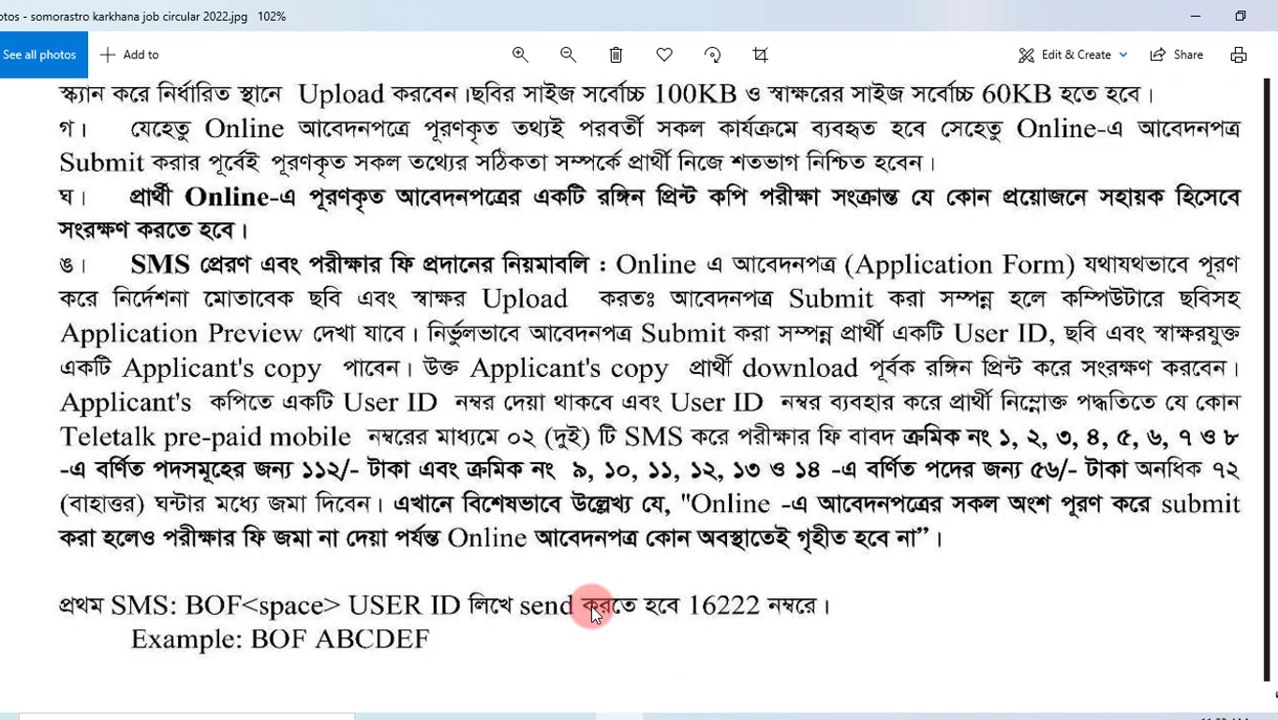 otos - somorastro karkhana job circular 2022.jpg 102%
See all photos Add to Edit & Create Share
স্ক্যান করে নির্ধারিত স্থানে Upload করবেন।ছবির সাইজ সর্বোচ্চ 100KB ও স্বাক্ষরের সাইজ সর্বোচ্চ 60KB হতে হবে।
গ। যেহেতু Online আবেদনপত্রে পূরণকৃত তথ্যই পরবর্তী সকল কার্যক্রমে ব্যবহৃত হবে সেহেতু Online-এ আবেদনপত্র
Submit করার পূর্বেই পূরণকৃত সকল তথ্যের সঠিকতা সম্পর্কে প্রার্থী নিজে শতভাগ নিশ্চিত হবেন।
ঘ। প্রার্থী Online-এ পূরণকৃত আবেদনপত্রের একটি রঙ্গিন প্রিন্ট কপি পরীক্ষা সংক্রান্ত যে কোন প্রয়োজনে সহায়ক হিসেবে
সংরক্ষণ করতে হবে।
ঙ। SMS প্রেরণ এবং পরীক্ষার ফি প্রদানের নিয়মাবলি : Online এ আবেদনপত্র (Application Form) যথাযথভাবে পূরণ
করে নির্দেশনা মোতাবেক ছবি এবং স্বাক্ষর Upload করতঃ আবেদনপত্র Submit করা সম্পন্ন হলে কম্পিউটারে ছবিসহ
Application Preview দেখা যাবে। নির্ভুলভাবে আবেদনপত্র Submit করা সম্পন্ন প্রার্থী একটি User ID, ছবি এবং স্বাক্ষরযুক্ত
একটি Applicant's copy পাবেন। উক্ত Applicant's copy প্রার্থী download পূর্বক রঙ্গিন প্রিন্ট করে সংরক্ষণ করবেন।
Applicant's কপিতে একটি User ID নম্বর দেয়া থাকবে এবং User ID নম্বর ব্যবহার করে প্রার্থী নিম্নোক্ত পদ্ধতিতে যে কোন
Teletalk pre-paid mobile নম্বরের মাধ্যমে ০২ (দুই) টি SMS করে পরীক্ষার ফি বাবদ ক্রমিক নং ১, ২, ৩, ৪, ৫, ৬, ৭ ও ৮
-এ বর্ণিত পদসমূহের জন্য ১১২/- টাকা এবং ক্রমিক নং ৯, ১০, ১১, ১২, ১৩ ও ১৪ -এ বর্ণিত পদের জন্য ৫৬/- টাকা অনধিক ৭২
(বাহাত্তর) ঘন্টার মধ্যে জমা দিবেন। এখানে বিশেষভাবে উল্লেখ্য যে, "Online -এ আবেদনপত্রের সকল অংশ পূরণ করে submit
করা হলেও পরীক্ষার ফি জমা না দেয়া পর্যন্ত Online আবেদনপত্র কোন অবস্থাতেই গৃহীত হবে না”।
প্রথম SMS: BOF<space> USER ID লিখে send করতে হবে 16222 নম্বরে।
Example: BOF ABCDEF